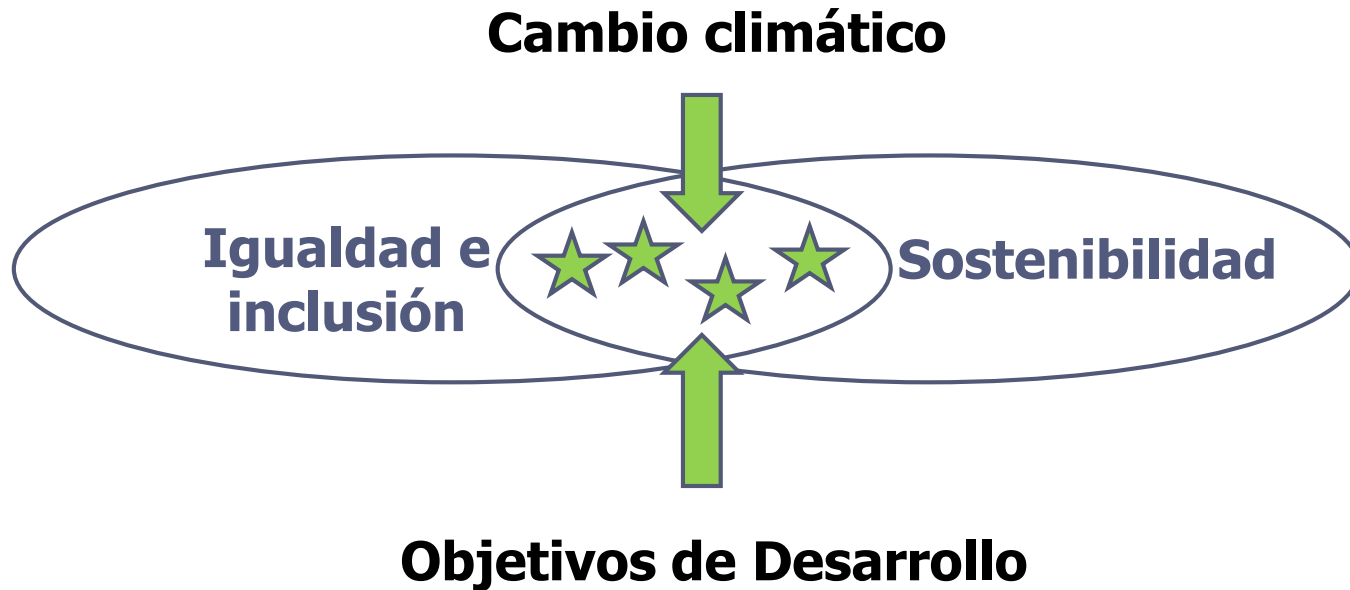 Cambio climático
Igualdad e
inclusión
Sostenibilidad
Objetivos de Desarrollo